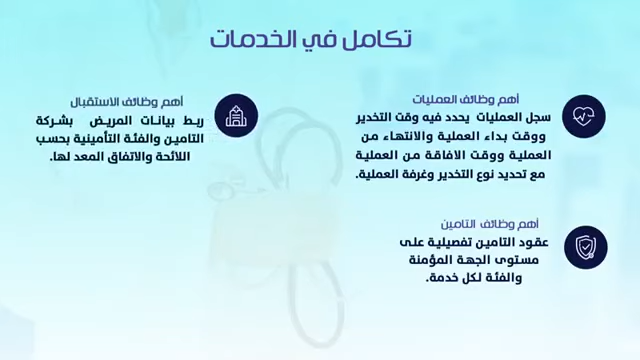 تكامل في الخدمات
أهم وظائف العمليات
سجل العمليات يحدد فيه وقت التخدير
ووقت بداء العملية والانتهاء من
العملية ووقت الافاقة من العملية
مع تحديد نوع التخدير وغرفة العملية.
أهم وظائف الاستقبال
ربط بيانات المريض بشركة
التامين والفئة التأمينية بحسب
اللائحة والاتفاق المعد لها.
أهم وظائف التامين
عقود التامين تفصيلية على
مستوى الجهة المؤمنة
والفئة لكل خدمة.